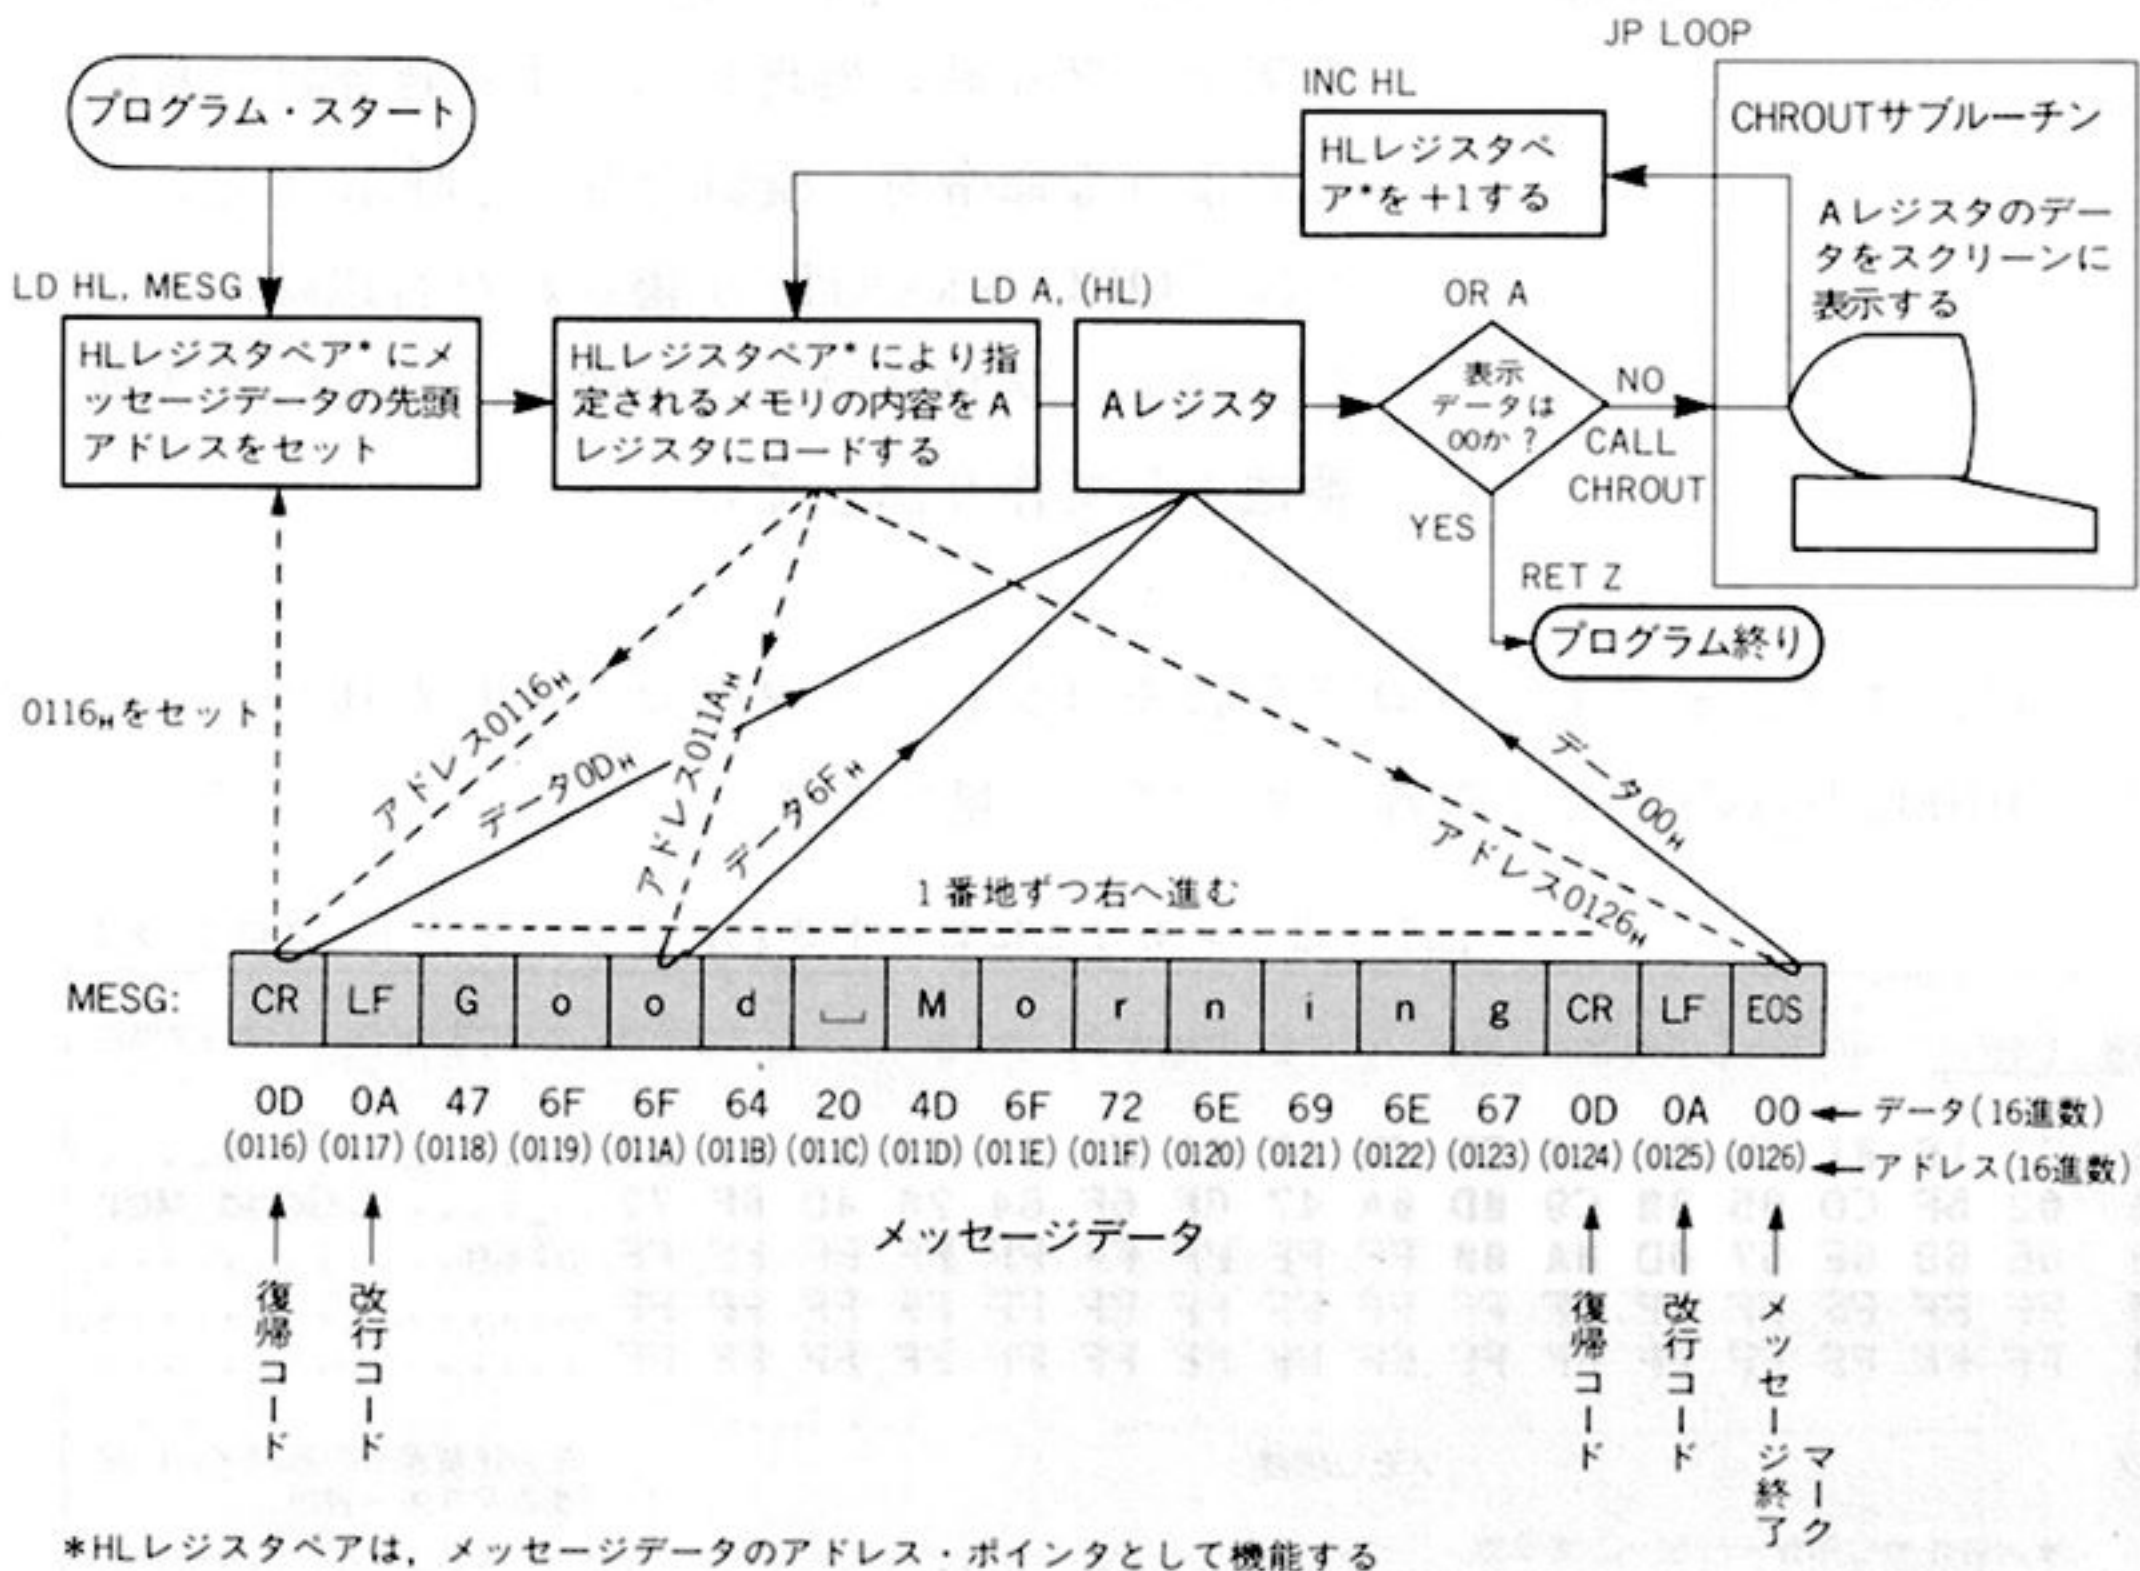 JP LOOP
プログラム・スタート
INC HL
HLレジスタペ
ア*を+1する
CHROUTサブルーチン
Aレジスタのデー
タをスクリーンに
表示する
LD HL, MESG
HLレジスタペア*にメ
ッセージデータの先頭
アドレスをセット
LD A, (HL)
HLレジスタペア*により指
定されるメモリの内容をA
レジスタにロードする
Aレジスタ
OR A
表示
データは
00か?
NO
CALL
CHROUT
YES
RET Z
プログラム終り
0116Hをセット
アドレス0116H
データ0DH
アドレス011AH
データ6FH
データ00H
アドレス0126H
1番地ずつ右へ進む
MESG: CR LF G o o d ⎵ M o r n i n g CR LF EOS
0D 0A 47 6F 6F 64 20 4D 6F 72 6E 69 6E 67 0D 0A 00 ← データ(16進数)
(0116) (0117) (0118) (0119) (011A) (011B) (011C) (011D) (011E) (011F) (0120) (0121) (0122) (0123) (0124) (0125) (0126) ← アドレス(16進数)
メッセージデータ
復帰コード
改行コード
復帰コード
改行コード
メッセージ終了
マーク
*HLレジスタペアは,メッセージデータのアドレス・ポインタとして機能する